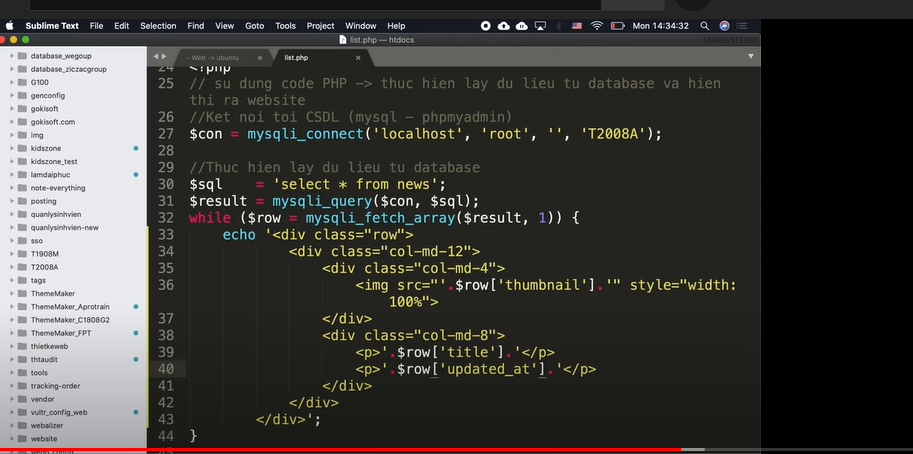 Sublime Text File Edit Selection Find View Goto Tools Project Window Help Mon 14:34:32
list.php — htdocs UNREGISTERED
- Web -> ubuntu list.php
database_wegoup
database_ziczacgroup
G100
genconfig
gokisoft
gokisoft.com
img
kidszone
kidszone_test
lamdaiphuc
note-everything
posting
quanlysinhvien
quanlysinhvien-new
sso
T1908M
T2008A
tags
ThemeMaker
ThemeMaker_Aprotrain
ThemeMaker_C1808G2
ThemeMaker_FPT
thietkeweb
thtaudit
tools
tracking-order
vendor
vultr_config_web
webalizer
website
24 <?php
25 // su dung code PHP -> thuc hien lay du lieu tu database va hien
thi ra website
26 //Ket noi toi CSDL (mysql - phpmyadmin)
27 $con = mysqli_connect('localhost', 'root', '', 'T2008A');
28
29 //Thuc hien lay du lieu tu database
30 $sql    = 'select * from news';
31 $result = mysqli_query($con, $sql);
32 while ($row = mysqli_fetch_array($result, 1)) {
33     echo '<div class="row">
34             <div class="col-md-12">
35                 <div class="col-md-4">
36                     <img src="'.$row['thumbnail'].'" style="width:
100%">
37                 </div>
38                 <div class="col-md-8">
39                     <p>'.$row['title'].'</p>
40                     <p>'.$row['updated_at'].'</p>
41                 </div>
42             </div>
43         </div>';
44 }